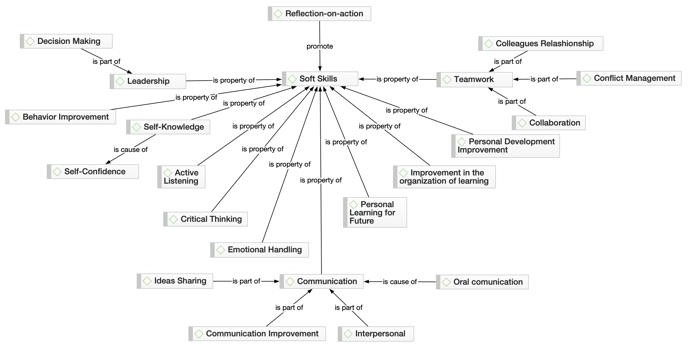 Reflection-on-action
Decision Making
Colleagues Relashionship
promote
is part of
is part of
Leadership
is property of
Soft Skills
is property of
Teamwork
is part of
Conflict Management
is property of
Behavior Improvement
is property of
is part of
is property of
Collaboration
Self-Knowledge
is property of
is property of
is cause of
Personal Development
Improvement
is property of
is property of
Self-Confidence
Active
Listening
is property of
Improvement in the
organization of learning
is property of
Personal
Learning for
Future
Critical Thinking
Emotional Handling
Ideas Sharing
is part of
Communication
is cause of
Oral comunication
is part of
is part of
Communication Improvement
Interpersonal